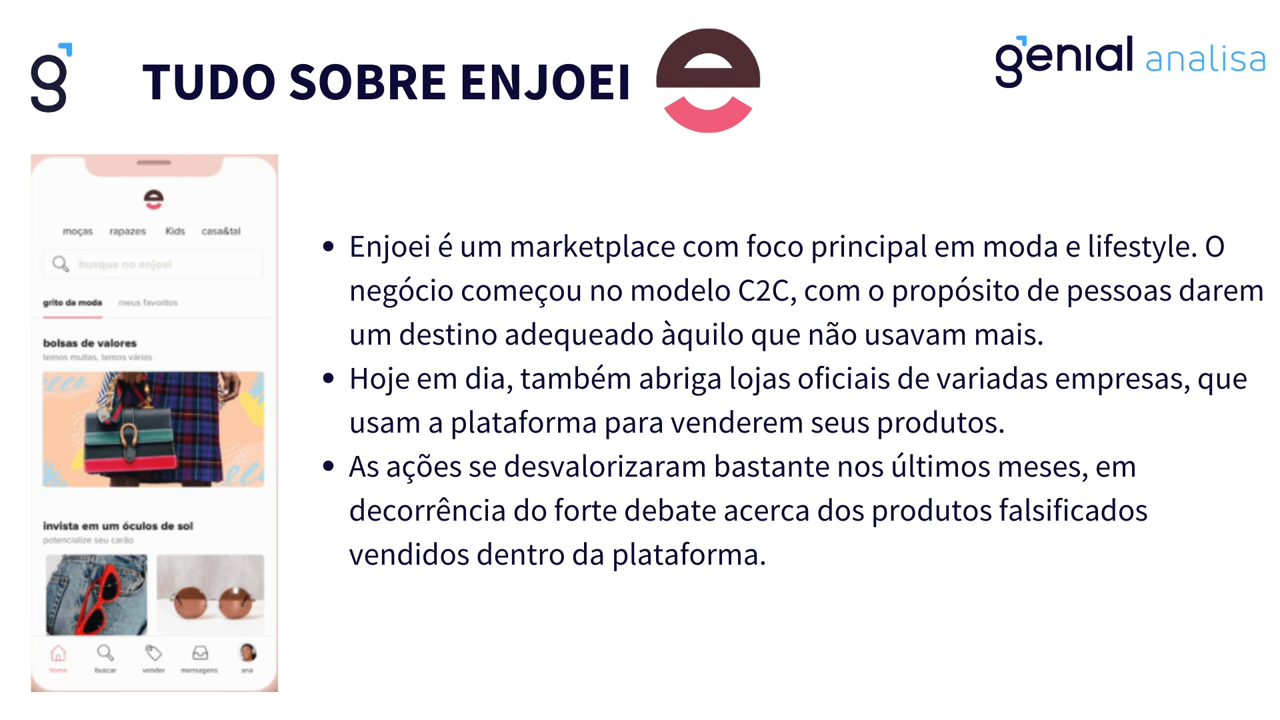 g
TUDO SOBRE ENJOEI
e
genial analisa
e
moças rapazes Kids casa&tal
busque no enjoei
grito da moda meus favoritos
bolsas de valores
temos muitas, temos várias
invista em um óculos de sol
potencialize seu carão
home buscar vender mensagens ana
• Enjoei é um marketplace com foco principal em moda e lifestyle. O
negócio começou no modelo C2C, com o propósito de pessoas darem
um destino adequeado àquilo que não usavam mais.
• Hoje em dia, também abriga lojas oficiais de variadas empresas, que
usam a plataforma para venderem seus produtos.
• As ações se desvalorizaram bastante nos últimos meses, em
decorrência do forte debate acerca dos produtos falsificados
vendidos dentro da plataforma.